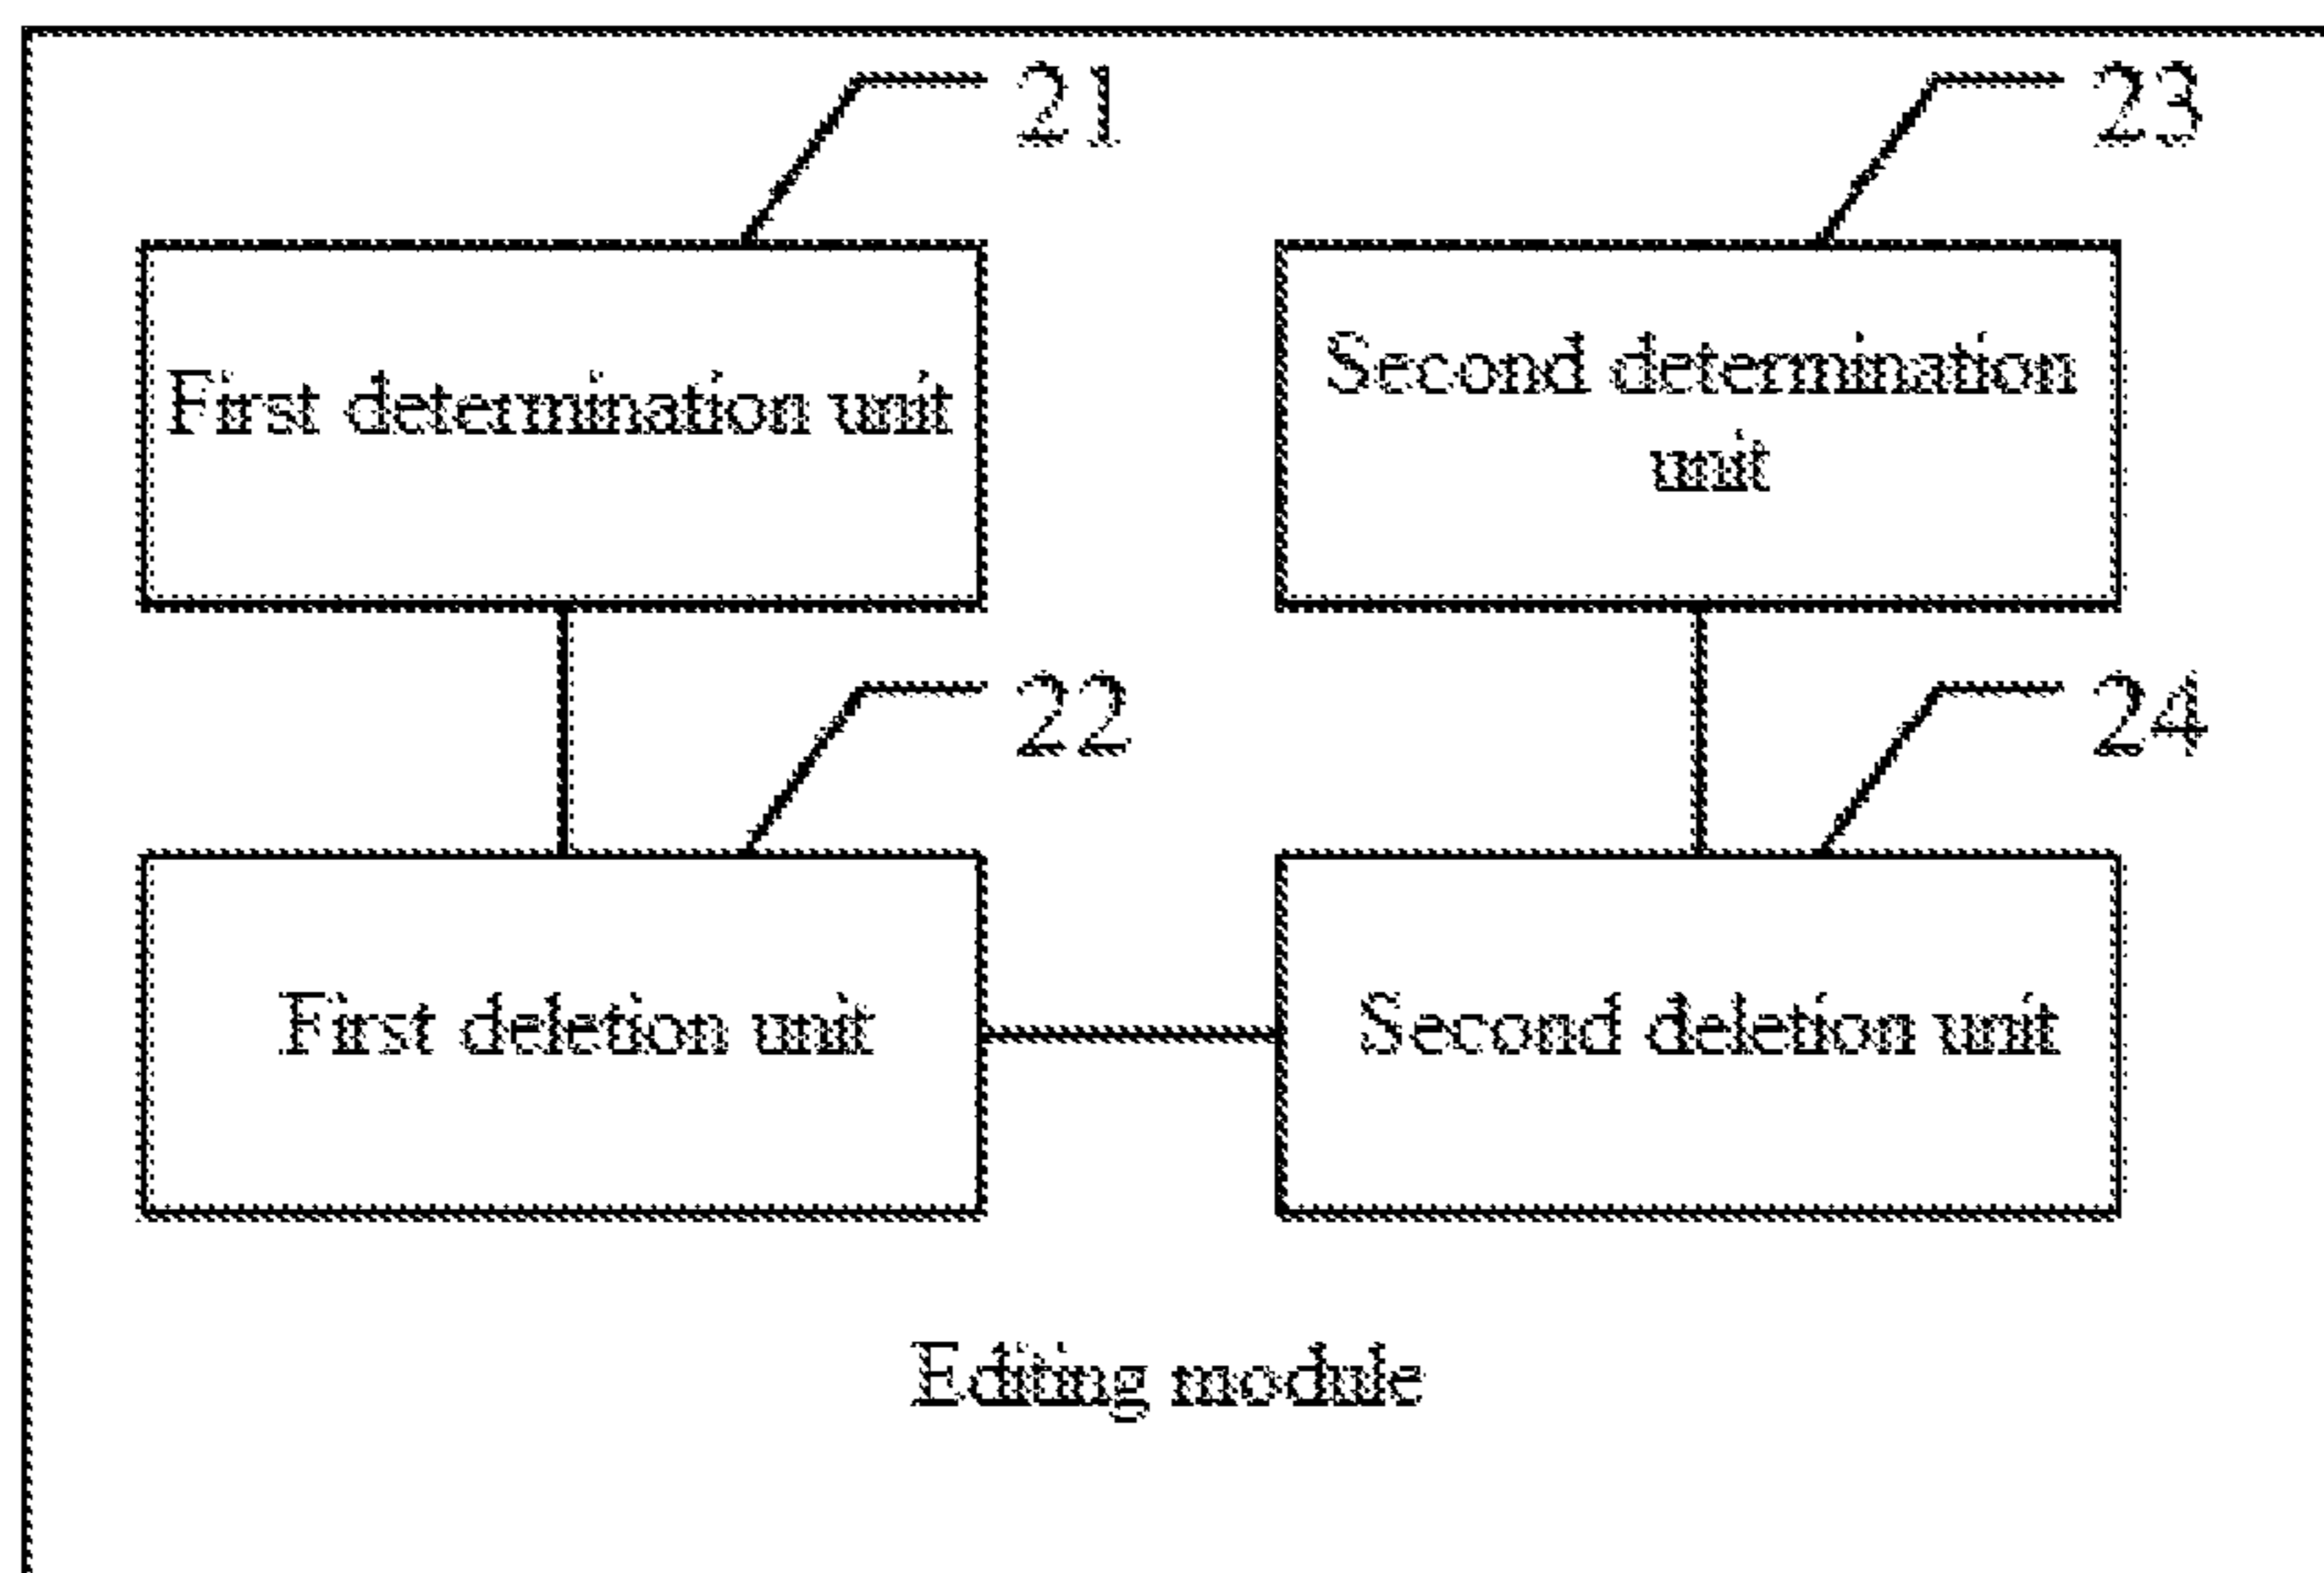 21
23
First determination unit
Second determination
unit
22
24
First deletion unit
Second deletion unit
Editing module